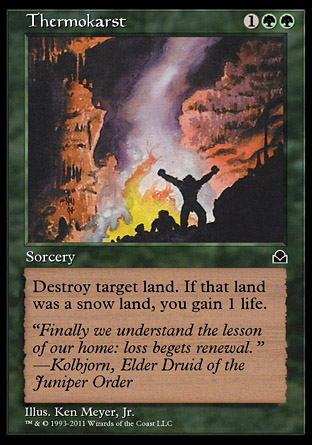 Thermokarst 1
Sorcery
Destroy target land. If that land
was a snow land, you gain 1 life.
“Finally we understand the lesson
of our home: loss begets renewal.”
—Kolbjorn, Elder Druid of the
Juniper Order
Illus. Ken Meyer, Jr.
™ & © 1993-2011 Wizards of the Coast LLC